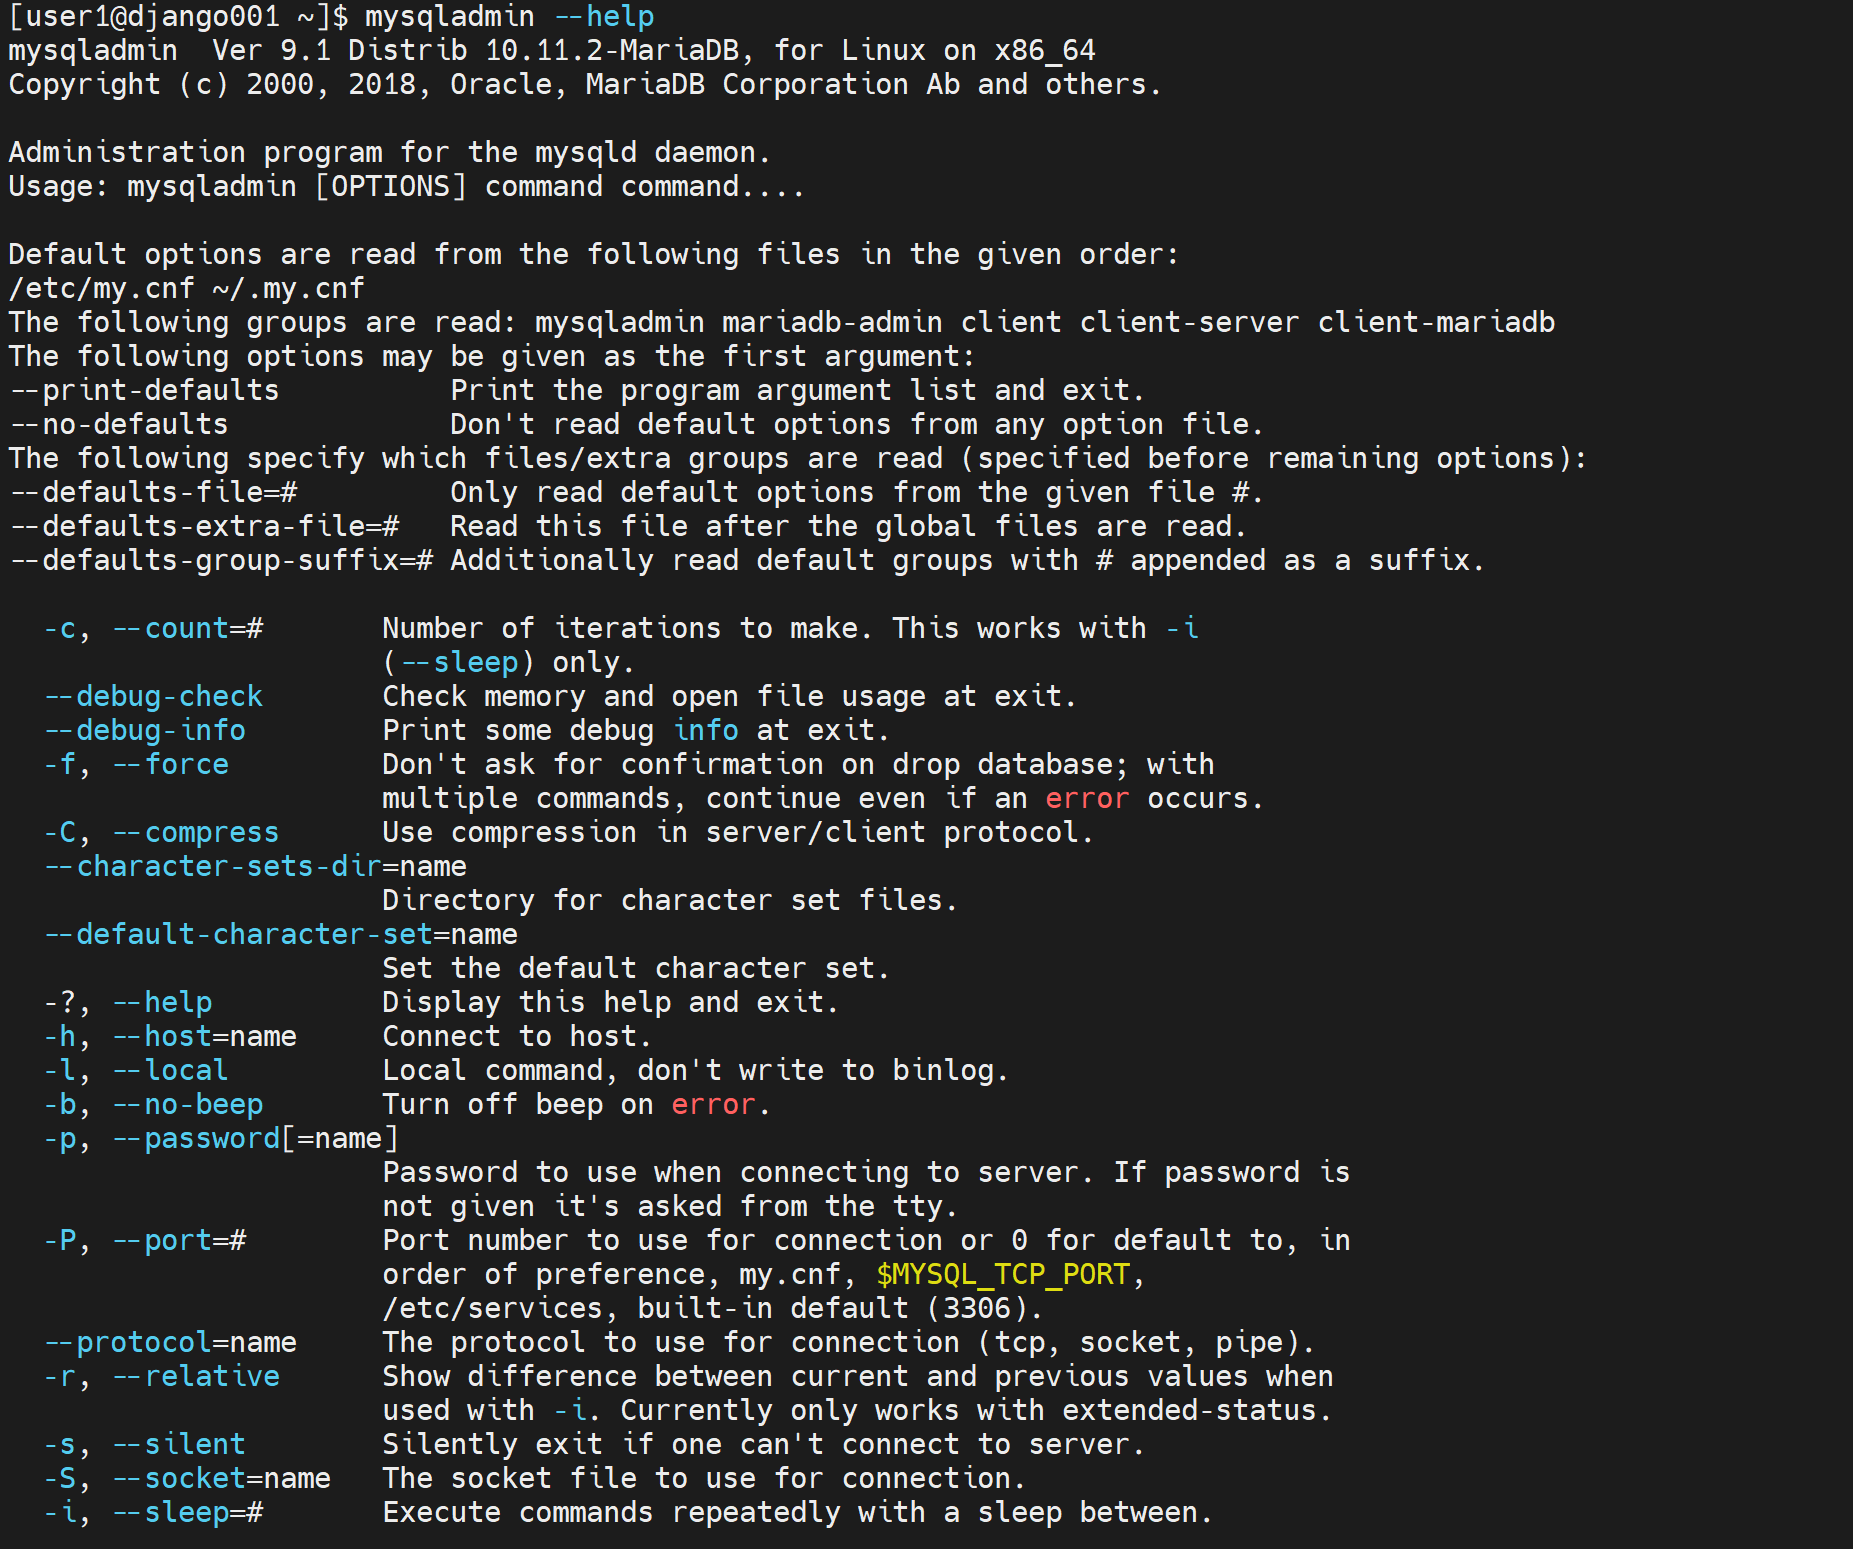 [user1@django001 ~]$ mysqladmin --help
mysqladmin  Ver 9.1 Distrib 10.11.2-MariaDB, for Linux on x86_64
Copyright (c) 2000, 2018, Oracle, MariaDB Corporation Ab and others.

Administration program for the mysqld daemon.
Usage: mysqladmin [OPTIONS] command command....

Default options are read from the following files in the given order:
/etc/my.cnf ~/.my.cnf
The following groups are read: mysqladmin mariadb-admin client client-server client-mariadb
The following options may be given as the first argument:
--print-defaults          Print the program argument list and exit.
--no-defaults             Don't read default options from any option file.
The following specify which files/extra groups are read (specified before remaining options):
--defaults-file=#         Only read default options from the given file #.
--defaults-extra-file=#   Read this file after the global files are read.
--defaults-group-suffix=# Additionally read default groups with # appended as a suffix.

  -c, --count=#       Number of iterations to make. This works with -i
                      (--sleep) only.
  --debug-check       Check memory and open file usage at exit.
  --debug-info        Print some debug info at exit.
  -f, --force         Don't ask for confirmation on drop database; with
                      multiple commands, continue even if an error occurs.
  -C, --compress      Use compression in server/client protocol.
  --character-sets-dir=name
                      Directory for character set files.
  --default-character-set=name
                      Set the default character set.
  -?, --help          Display this help and exit.
  -h, --host=name     Connect to host.
  -l, --local         Local command, don't write to binlog.
  -b, --no-beep       Turn off beep on error.
  -p, --password[=name]
                      Password to use when connecting to server. If password is
                      not given it's asked from the tty.
  -P, --port=#        Port number to use for connection or 0 for default to, in
                      order of preference, my.cnf, $MYSQL_TCP_PORT,
                      /etc/services, built-in default (3306).
  --protocol=name     The protocol to use for connection (tcp, socket, pipe).
  -r, --relative      Show difference between current and previous values when
                      used with -i. Currently only works with extended-status.
  -s, --silent        Silently exit if one can't connect to server.
  -S, --socket=name   The socket file to use for connection.
  -i, --sleep=#       Execute commands repeatedly with a sleep between.